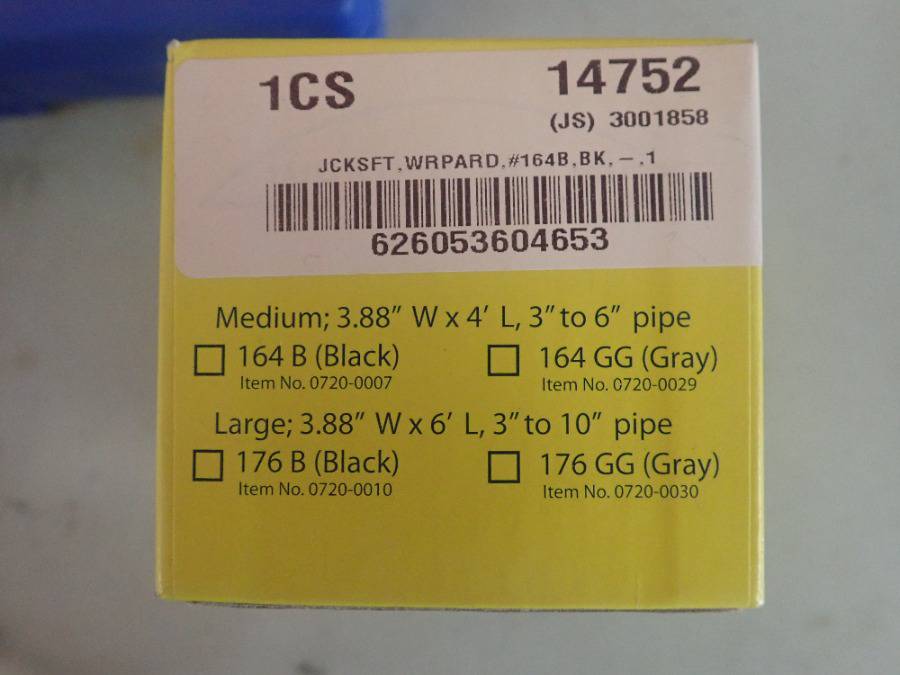 1CS 14752
(JS) 3001858
JCKSFT,WRPARD,#164B,BK,–,1
626053604653
Medium; 3.88” W x 4’ L, 3” to 6” pipe
164 B (Black) 164 GG (Gray)
Item No. 0720-0007 Item No. 0720-0029
Large; 3.88” W x 6’ L, 3” to 10” pipe
176 B (Black) 176 GG (Gray)
Item No. 0720-0010 Item No. 0720-0030